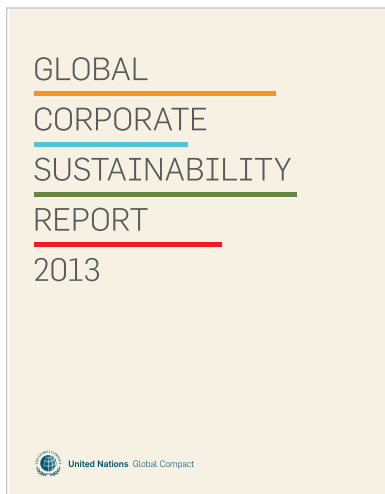 GLOBAL
CORPORATE
SUSTAINABILITY
REPORT
2013
United Nations Global Compact